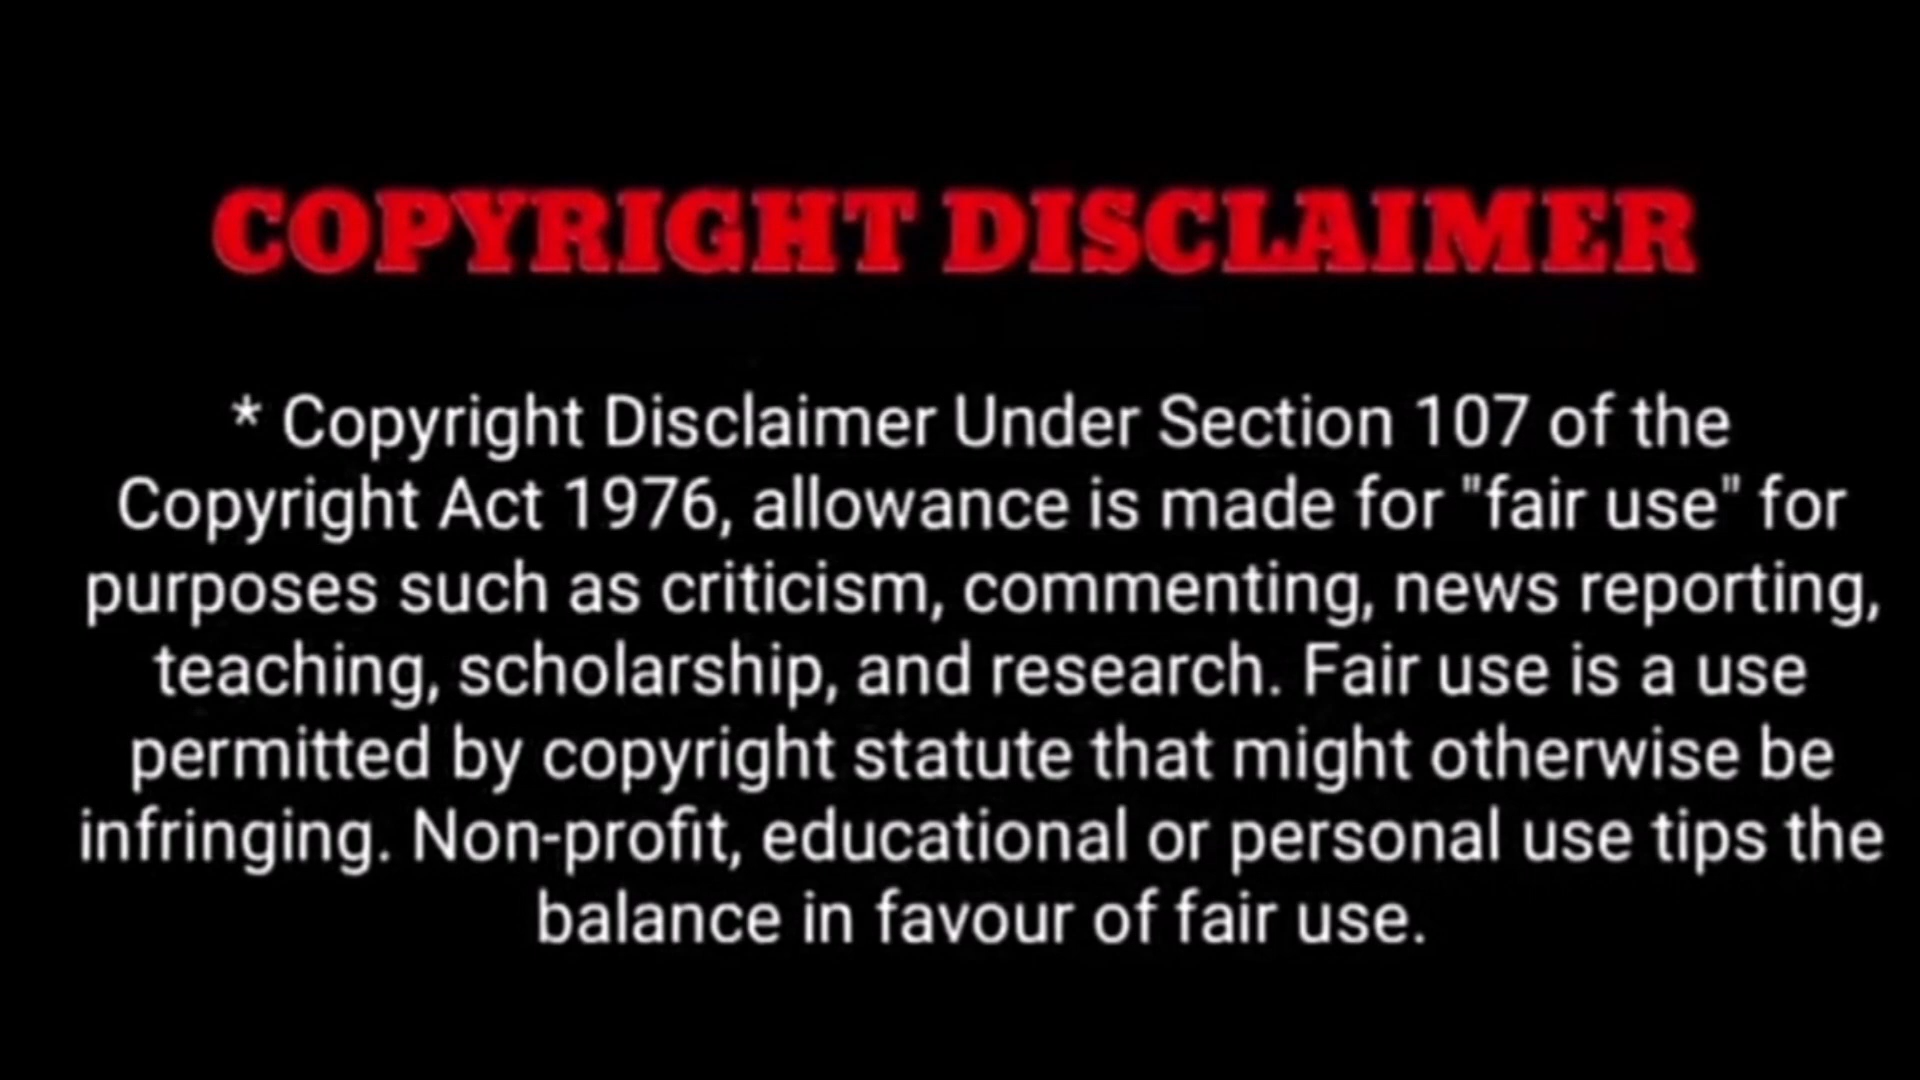 COPYRIGHT DISCLAIMER
* Copyright Disclaimer Under Section 107 of the
Copyright Act 1976, allowance is made for "fair use" for
purposes such as criticism, commenting, news reporting,
teaching, scholarship, and research. Fair use is a use
permitted by copyright statute that might otherwise be
infringing. Non-profit, educational or personal use tips the
balance in favour of fair use.